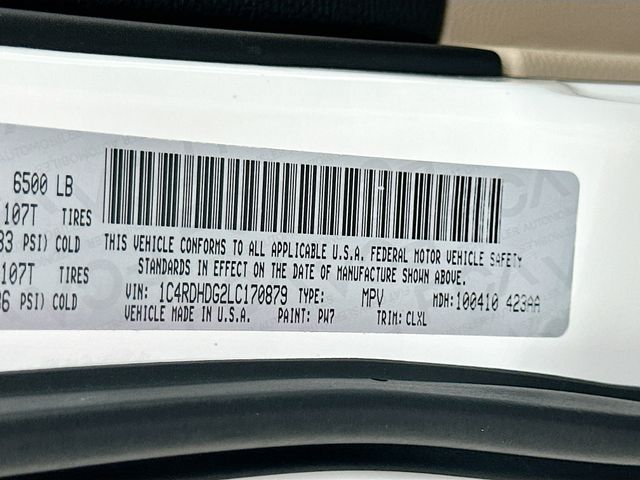 6500 LB
107T TIRES
PSI) COLD
107T TIRES
PSI) COLD
THIS VEHICLE CONFORMS TO ALL APPLICABLE U.S.A. FEDERAL MOTOR VEHICLE SAFETY
STANDARDS IN EFFECT ON THE DATE OF MANUFACTURE SHOWN ABOVE.
VIN: 1C4RDHDG2LC170879 TYPE: MPV MDH:100410 423AA
VEHICLE MADE IN U.S.A. PAINT: PW7 TRIM: CLXL